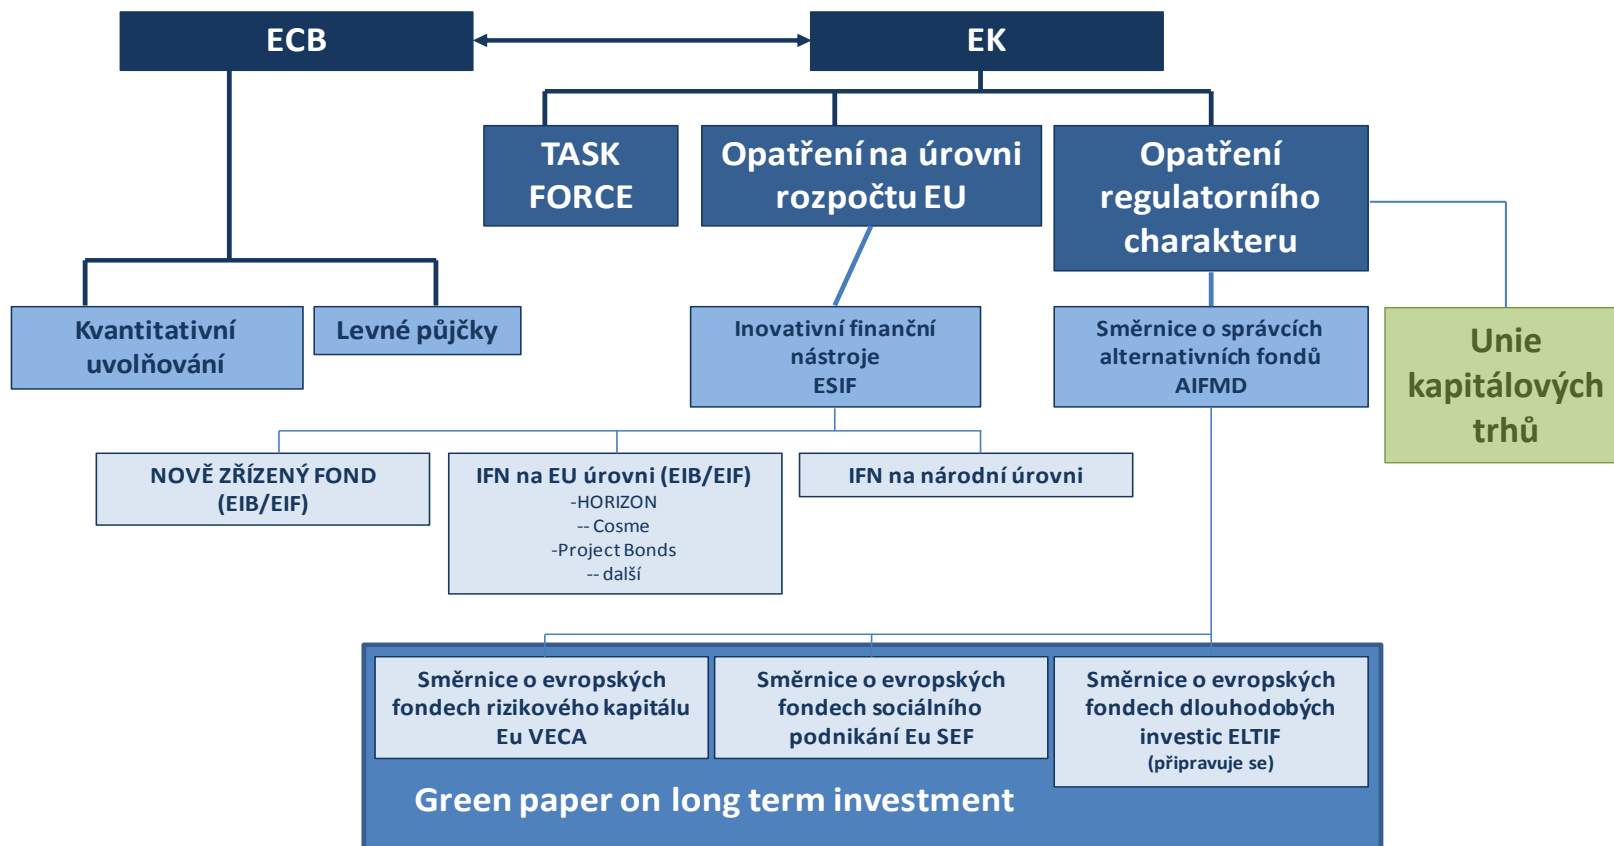 ECB
EK
TASK
FORCE
Opatření na úrovni
rozpočtu EU
Opatření
regulatorního
charakteru
Kvantitativní
uvolňování
Levné půjčky
Inovativní finanční
nástroje
ESIF
Směrnice o správcích
alternativních fondů
AIFMD
Unie
kapitálových
trhů
NOVĚ ZŘÍZENÝ FOND
(EIB/EIF)
IFN na EU úrovni (EIB/EIF)
-HORIZON
-- Cosme
-Project Bonds
-- další
IFN na národní úrovni
Směrnice o evropských
fondech rizikového kapitálu
Eu VECA
Směrnice o evropských
fondech sociálního
podnikání Eu SEF
Směrnice o evropských
fondech dlouhodobých
investic ELTIF
(připravuje se)
Green paper on long term investment